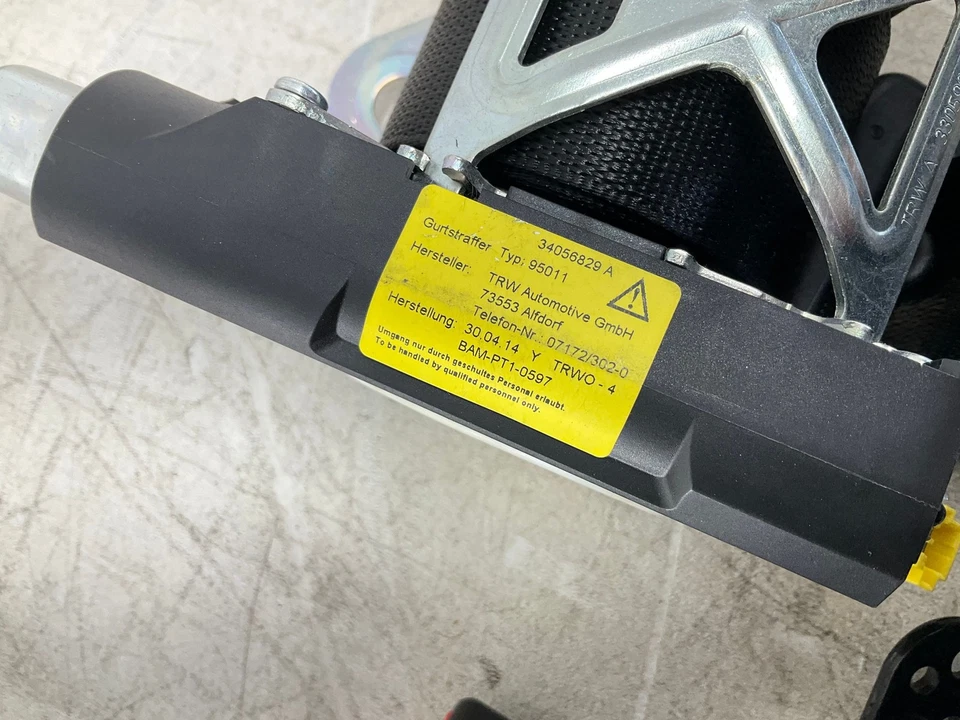 34056829 A
Gurtstraffer Typ: 95011
Hersteller: TRW Automotive GmbH
73553 Alfdorf
Telefon-Nr.: 07172/302-0
Herstellung: 30.04.14 Y TRWO - 4
BAM-PT1-0597
Umgang nur durch geschultes Personal erlaubt.
To be handled by qualified personnel only.
TRW A